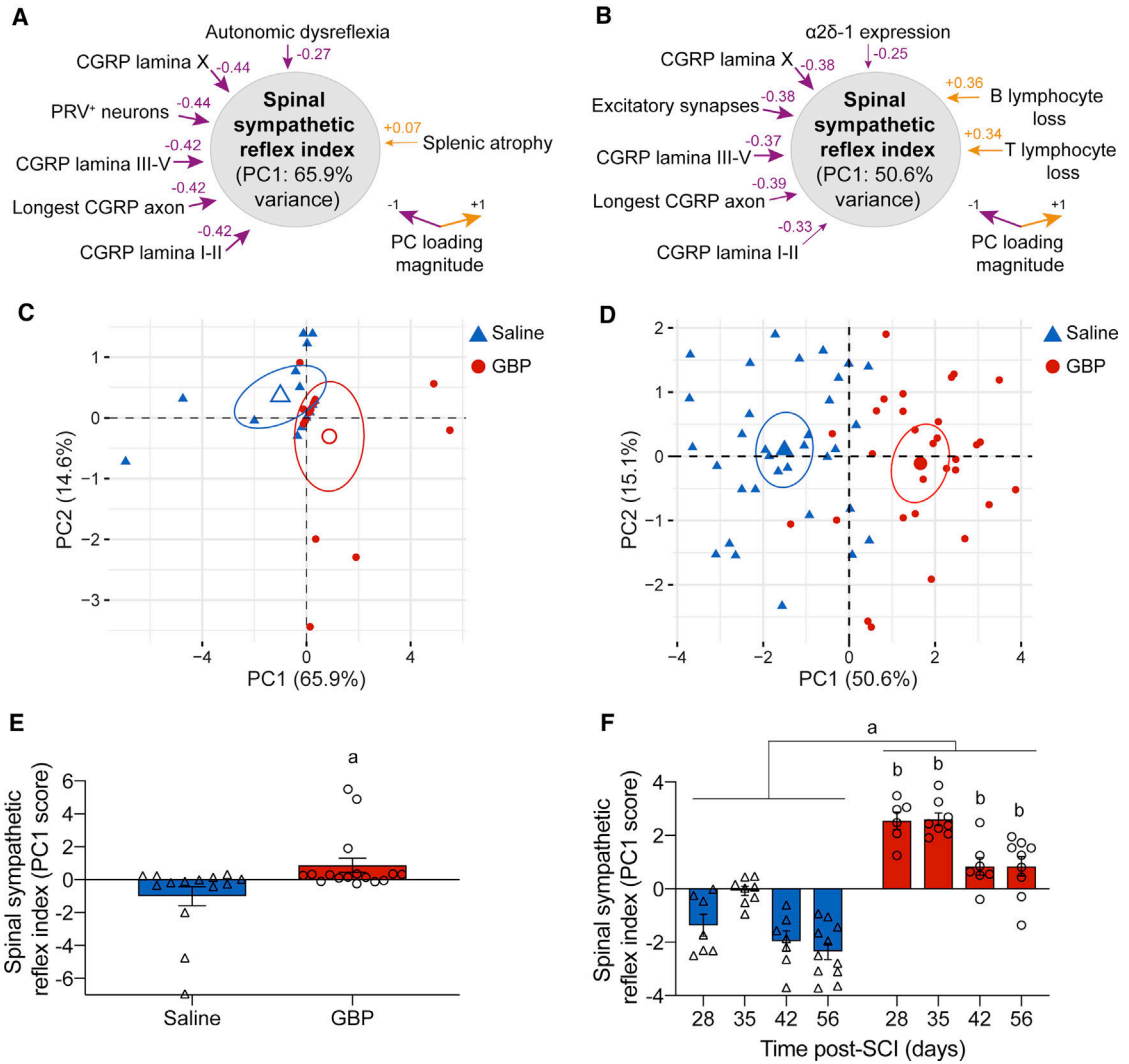 A
Autonomic dysreflexia
-0.27
CGRP lamina X
-0.44
PRV+ neurons
-0.44
CGRP lamina III-V
-0.42
Longest CGRP axon
-0.42
CGRP lamina I-II
-0.42
Spinal
sympathetic
reflex index
(PC1: 65.9%
variance)
+0.07
Splenic atrophy
-1
+1
PC loading
magnitude
B
α2δ-1 expression
-0.25
CGRP lamina X
-0.38
Excitatory synapses
-0.38
CGRP lamina III-V
-0.37
Longest CGRP axon
-0.39
CGRP lamina I-II
-0.33
Spinal
sympathetic
reflex index
(PC1: 50.6%
variance)
+0.36
B lymphocyte
loss
+0.34
T lymphocyte
loss
-1
+1
PC loading
magnitude
C
Saline
GBP
PC2 (14.6%)
1
0
−1
−2
−3
−4
0
4
PC1 (65.9%)
D
Saline
GBP
PC2 (15.1%)
2
1
0
−1
−2
−4
−2
0
2
4
PC1 (50.6%)
E
Spinal sympathetic
reflex index (PC1 score)
6
4
2
0
-2
-4
-6
a
Saline
GBP
F
Spinal sympathetic
reflex index (PC1 score)
4
2
0
-2
-4
a
b
b
b
b
28
35
42
56
28
35
42
56
Time post-SCI (days)